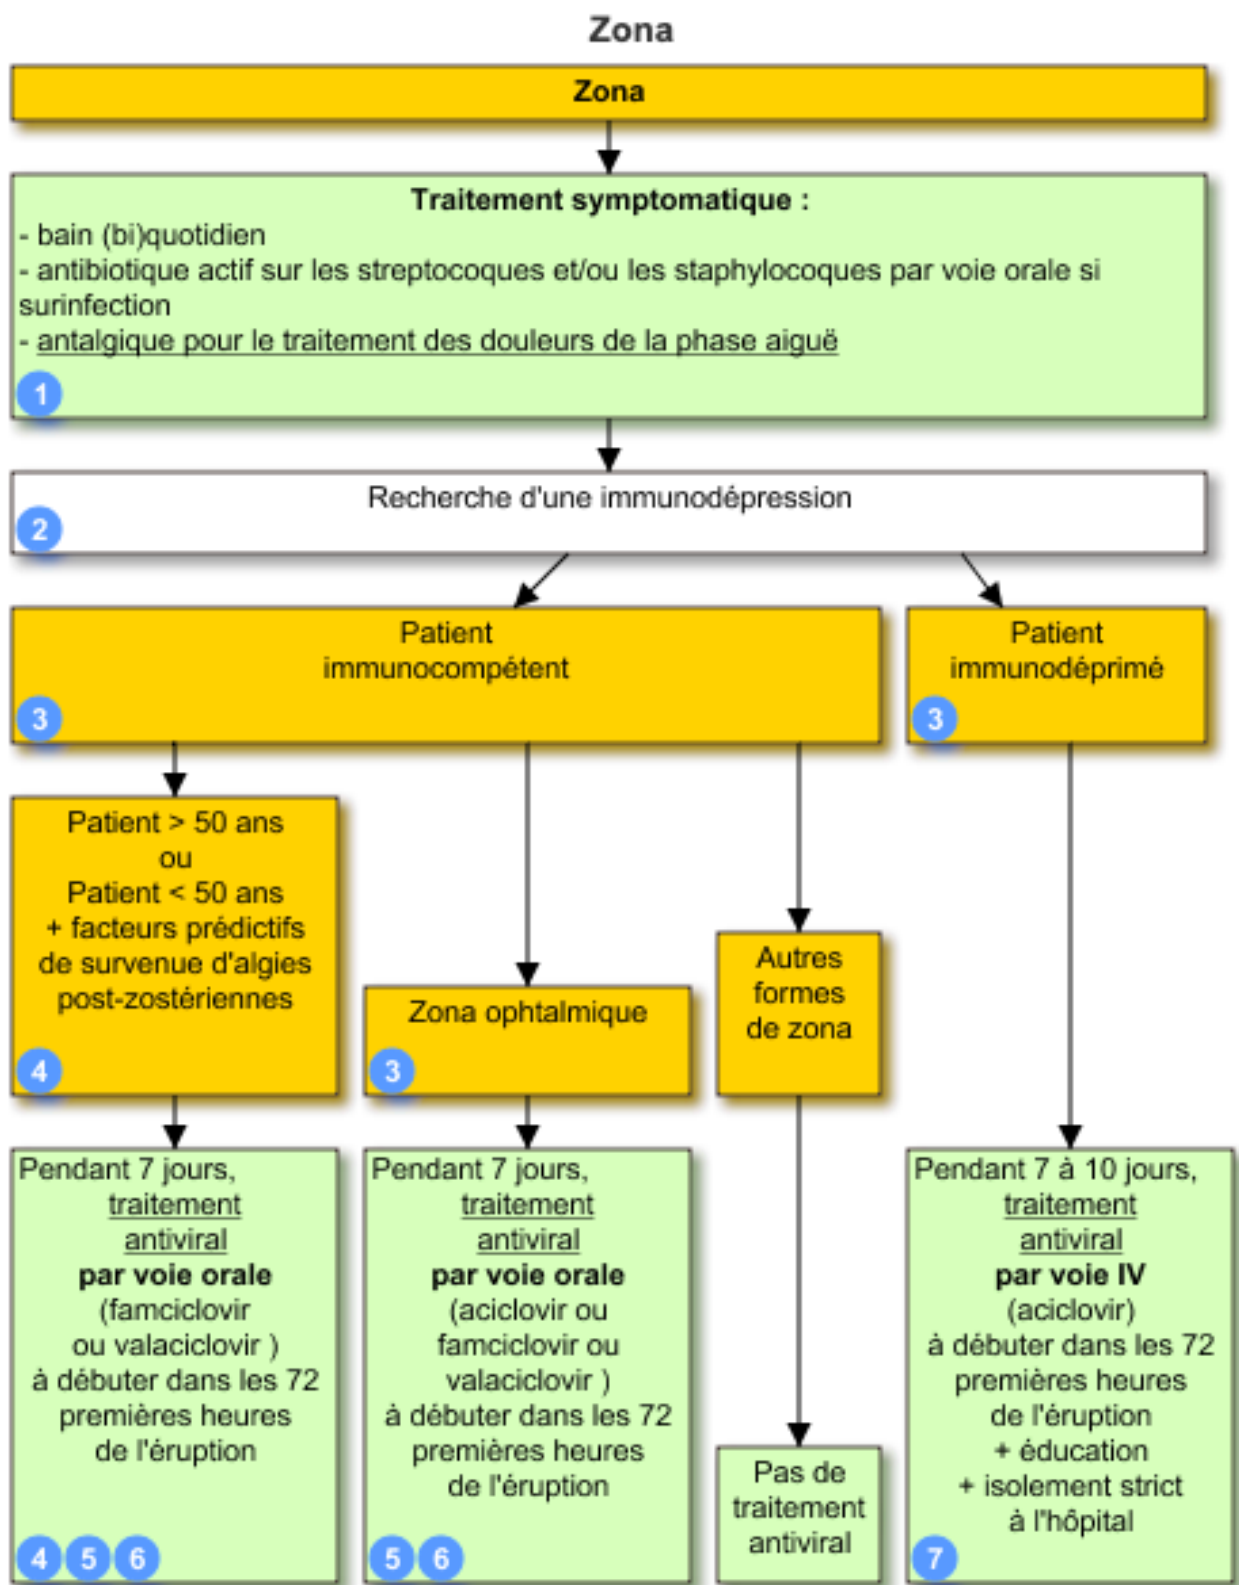 Zona
Zona
Traitement symptomatique :
- bain (bi)quotidien
- antibiotique actif sur les streptocoques et/ou les staphylocoques par voie orale si
surinfection
- antalgique pour le traitement des douleurs de la phase aiguë
1
Recherche d'une immunodépression
2
Patient
immunocompétent
3
Patient
immunodéprimé
3
Patient > 50 ans
ou
Patient < 50 ans
+ facteurs prédictifs
de survenue d'algies
post-zostériennes
4
Zona ophtalmique
3
Autres
formes
de zona
Pendant 7 jours,
traitement
antiviral
par voie orale
(famciclovir
ou valaciclovir )
à débuter dans les 72
premières heures
de l'éruption
4 5 6
Pendant 7 jours,
traitement
antiviral
par voie orale
(aciclovir ou
famciclovir ou
valaciclovir )
à débuter dans les 72
premières heures
de l'éruption
5 6
Pas de
traitement
antiviral
Pendant 7 à 10 jours,
traitement
antiviral
par voie IV
(aciclovir)
à débuter dans les 72
premières heures
de l'éruption
+ éducation
+ isolement strict
à l'hôpital
7